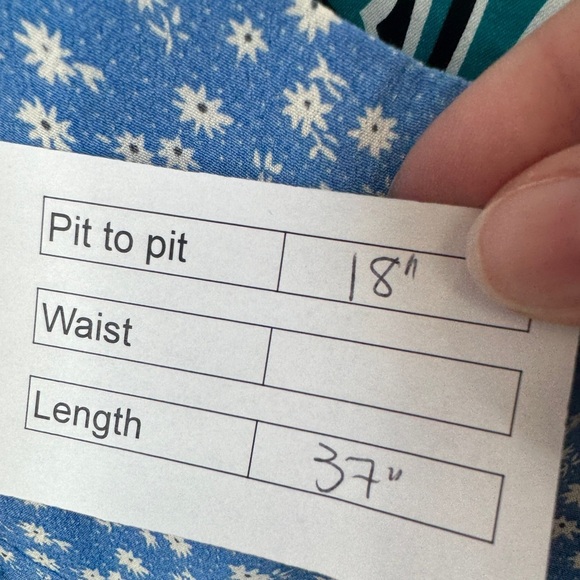 Pit to pit 18"
Waist
Length 37"